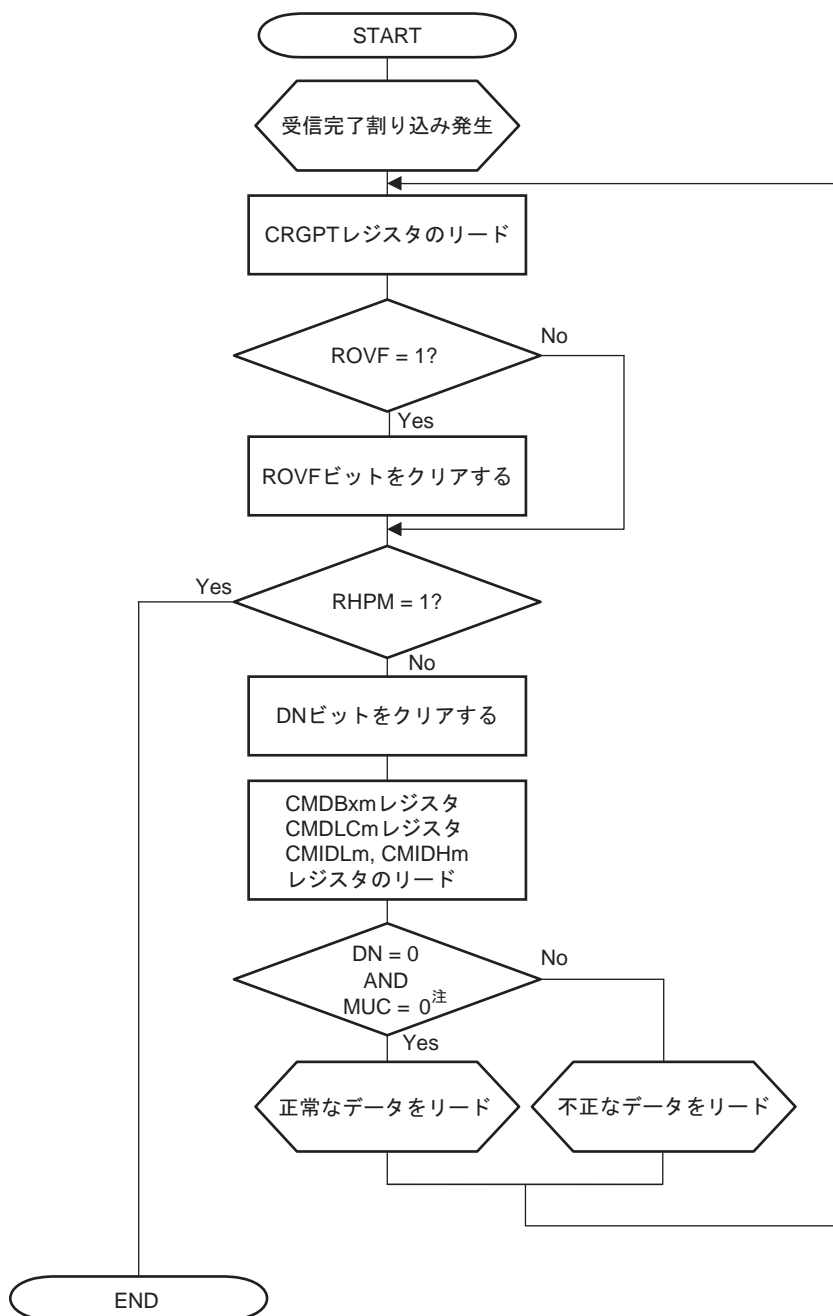 START
受信完了割り込み発生
CRGPTレジスタのリード
ROVF = 1?
No
Yes
ROVFビットをクリアする
Yes
RHPM = 1?
No
DNビットをクリアする
CMDBxmレジスタ
CMDLCmレジスタ
CMIDLm, CMIDHm
レジスタのリード
DN = 0
AND
MUC = 0注
No
Yes
正常なデータをリード
不正なデータをリード
END